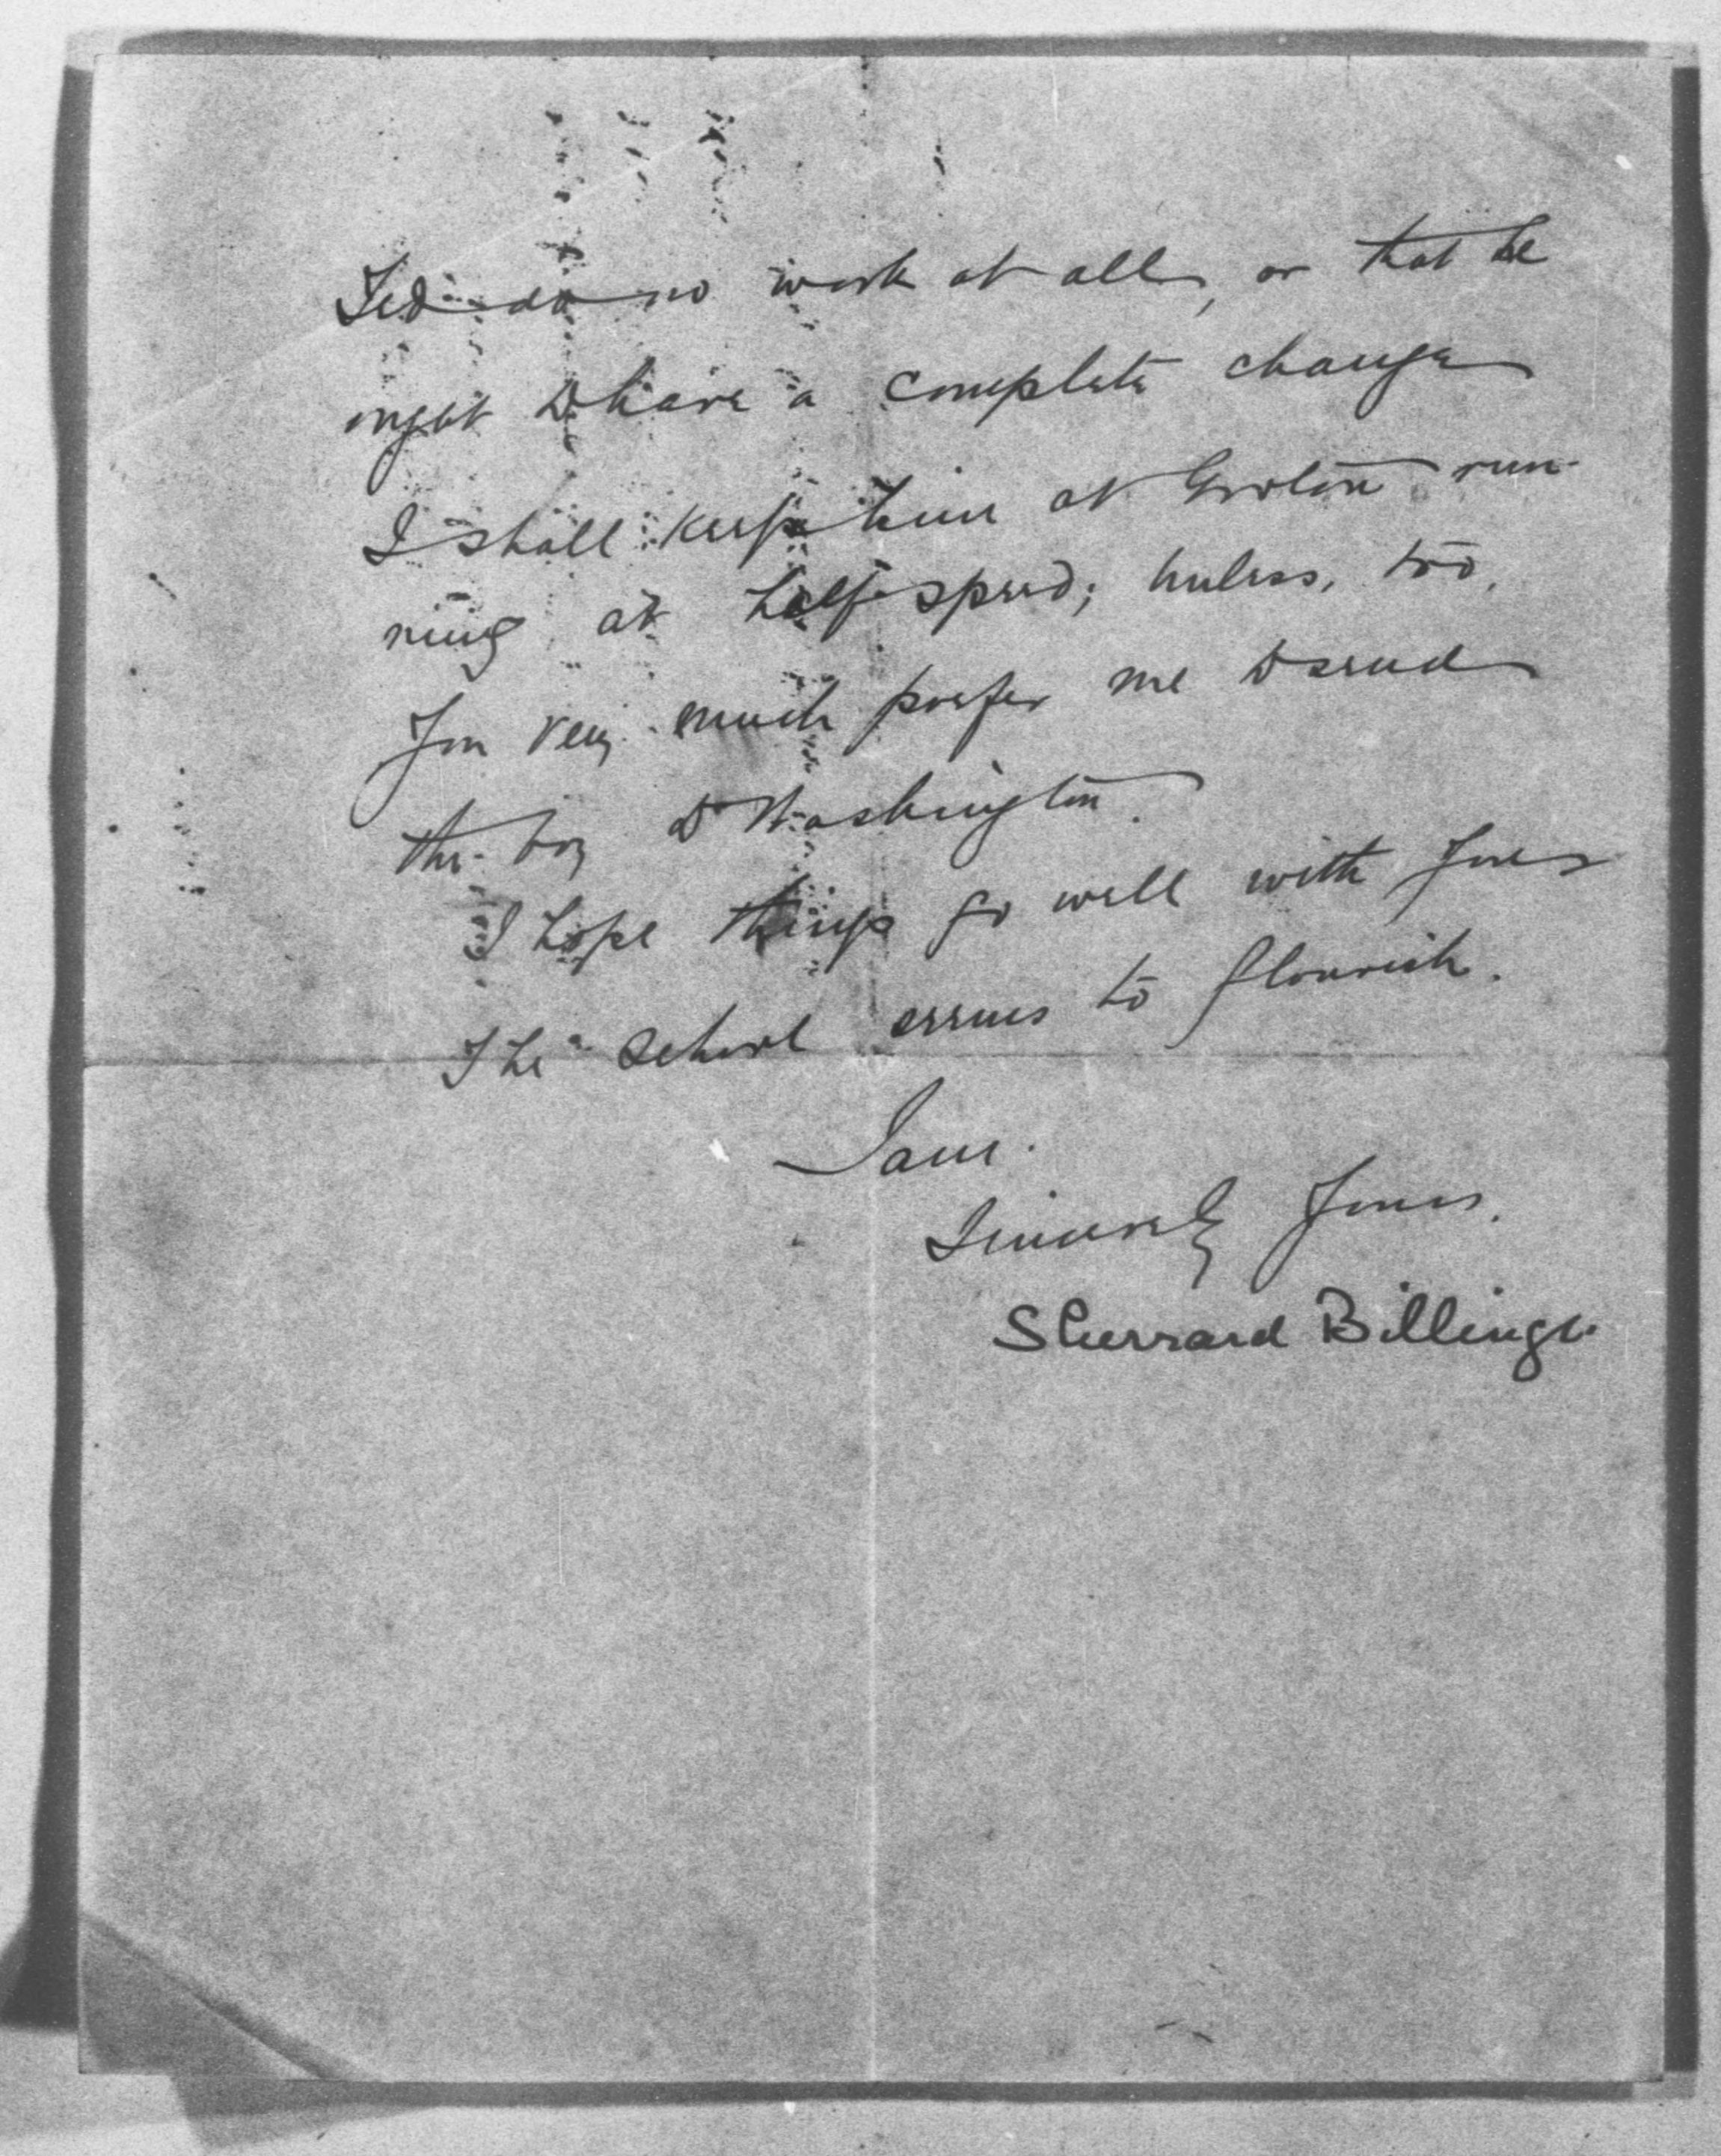 Ted do no work at all, or that he
ought to have a complete change
I shall keep him at Groton run-
ning at half speed; unless, too,
you very much prefer me to send
the boy to Washington.
I hope things go well with you
The school seems to flourish.
I am.
Sincerely Yours.
Sherrard Billings.